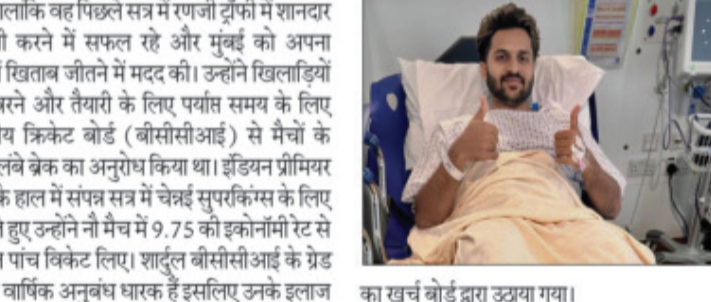 वह पिछले सत्र में रणजी ट्रॉफी में शानदार
करने में सफल रहे और मुंबई को अपना
खिताब जीतने में मदद की। उन्होंने खिलाड़ियों
और तैयारी के लिए पर्याप्त समय के लिए
क्रिकेट बोर्ड (बीसीसीआई) से मैचों के
लंबे ब्रेक का अनुरोध किया था। इंडियन प्रीमियर
के हाल में संपन्न सत्र में चेन्नई सुपरकिंग्स के लिए
हुए उन्होंने नौ मैच में 9.75 की इकोनॉमी रेट से
पांच विकेट लिए। शार्दुल बीसीसीआई के ग्रेड
वार्षिक अनुबंध धारक हैं इसलिए उनके इलाज
का खर्च बोर्ड द्वारा उठाया गया।